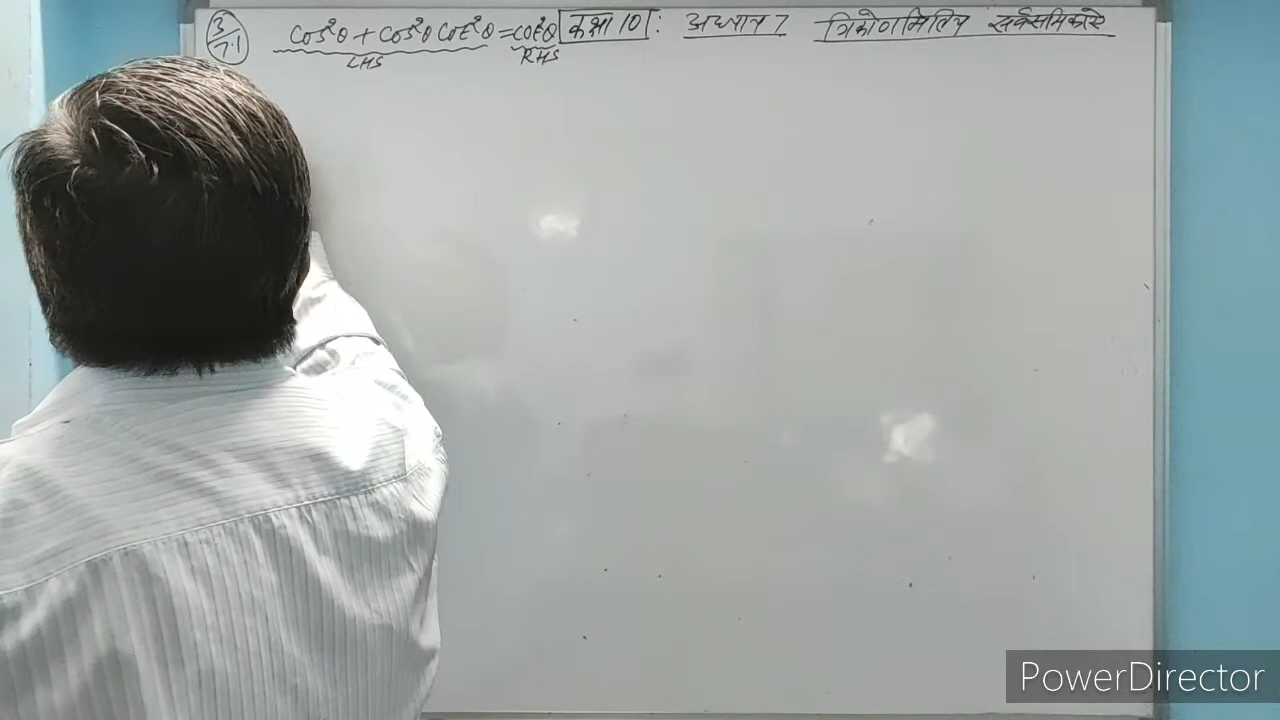 3/7.1 cos²θ + cos²θ cot²θ = cot²θ कक्षा 10 : अध्याय 7 त्रिकोणमितिय सर्वसमिकाऐ
LHS RHS
PowerDirector